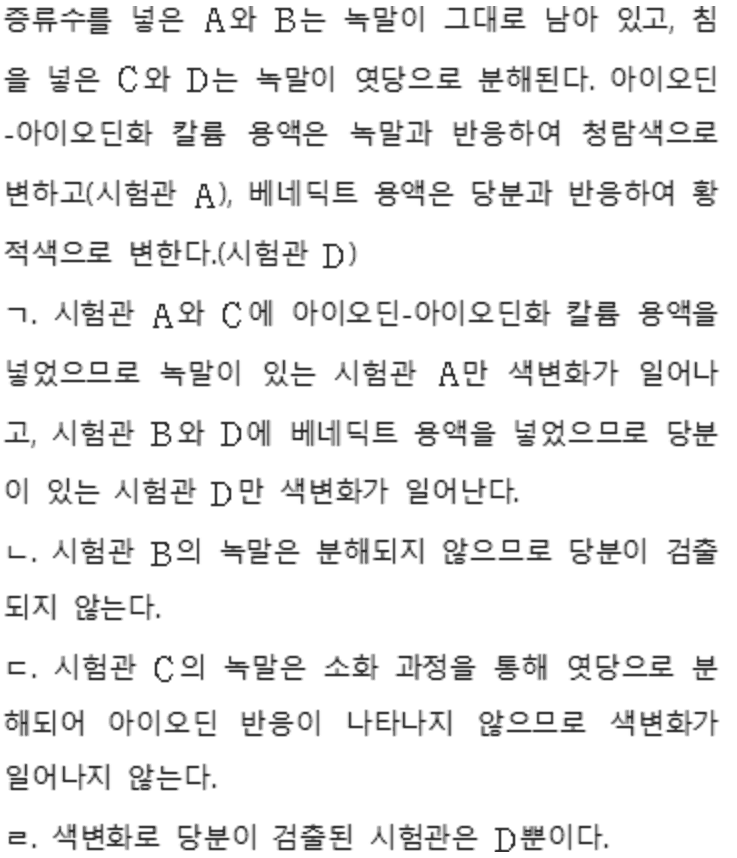 증류수를 넣은 A와 B는 녹말이 그대로 남아 있고, 침
을 넣은 C와 D는 녹말이 엿당으로 분해된다. 아이오딘
-아이오딘화 칼륨 용액은 녹말과 반응하여 청람색으로
변하고(시험관 A), 베네딕트 용액은 당분과 반응하여 황
적색으로 변한다.(시험관 D)
ㄱ. 시험관 A와 C에 아이오딘-아이오딘화 칼륨 용액을
넣었으므로 녹말이 있는 시험관 A만 색변화가 일어나
고, 시험관 B와 D에 베네딕트 용액을 넣었으므로 당분
이 있는 시험관 D만 색변화가 일어난다.
ㄴ. 시험관 B의 녹말은 분해되지 않으므로 당분이 검출
되지 않는다.
ㄷ. 시험관 C의 녹말은 소화 과정을 통해 엿당으로 분
해되어 아이오딘 반응이 나타나지 않으므로 색변화가
일어나지 않는다.
ㄹ. 색변화로 당분이 검출된 시험관은 D뿐이다.